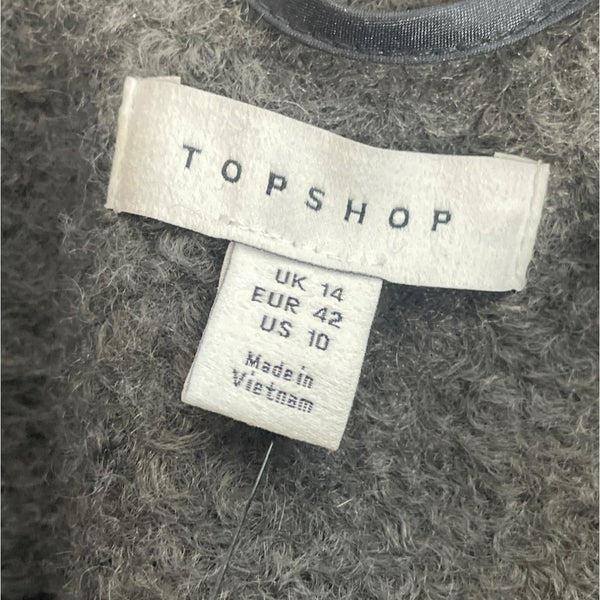 TOPSHOP
UK 14
EUR 42
US 10
Made in
Vietnam